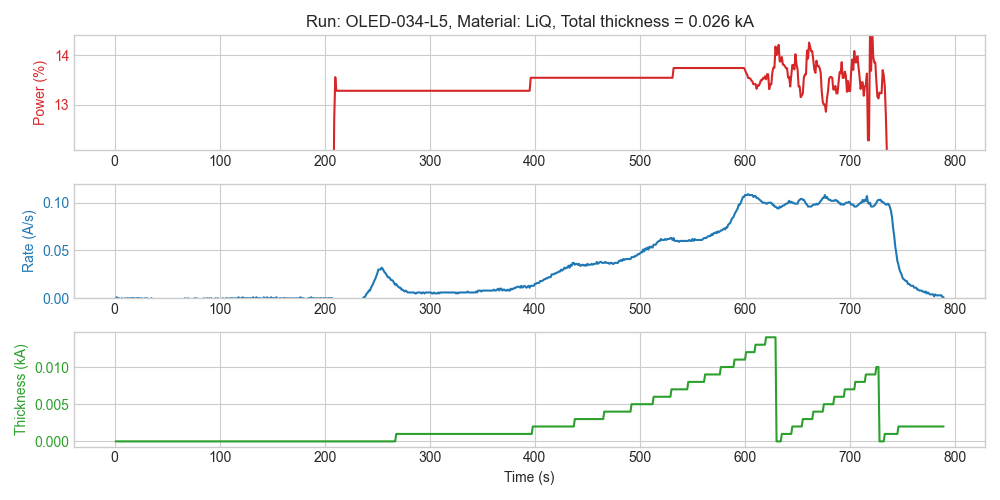 Run: OLED-034-L5, Material: LiQ, Total thickness = 0.026 kA
Power (%)
14
13
0 100 200 300 400 500 600 700 800
Rate (A/s)
0.10
0.05
0.00
0 100 200 300 400 500 600 700 800
Thickness (kA)
0.010
0.005
0.000
0 100 200 300 400 500 600 700 800
Time (s)